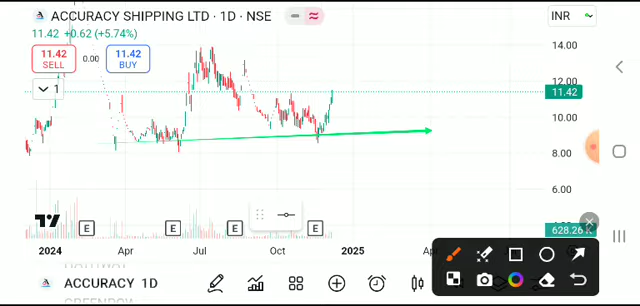 ACCURACY SHIPPING LTD · 1D · NSE
INR
11.42 +0.62 (+5.74%)
14.00
11.42 SELL 0.00 11.42 BUY
12.00
1
11.42
10.00
8.00
6.00
E E E E
2024 Apr Jul Oct 2025
ACCURACY 1D